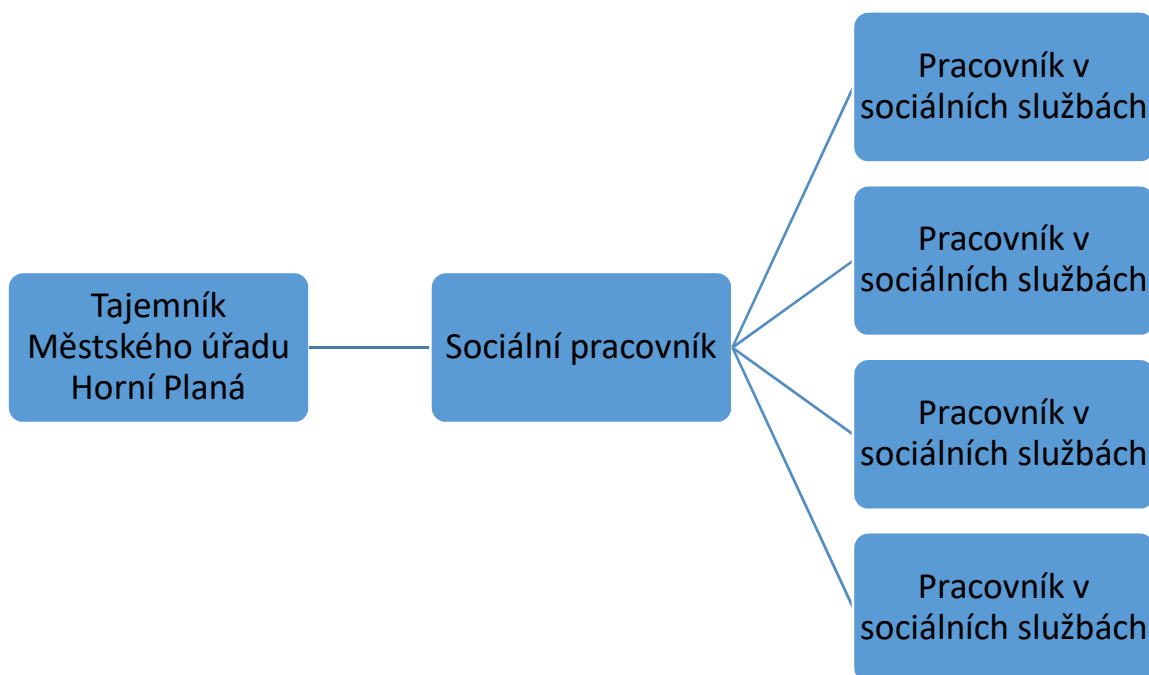 Tajemník
Městského úřadu
Horní Planá
Sociální pracovník
Pracovník v
sociálních službách
Pracovník v
sociálních službách
Pracovník v
sociálních službách
Pracovník v
sociálních službách